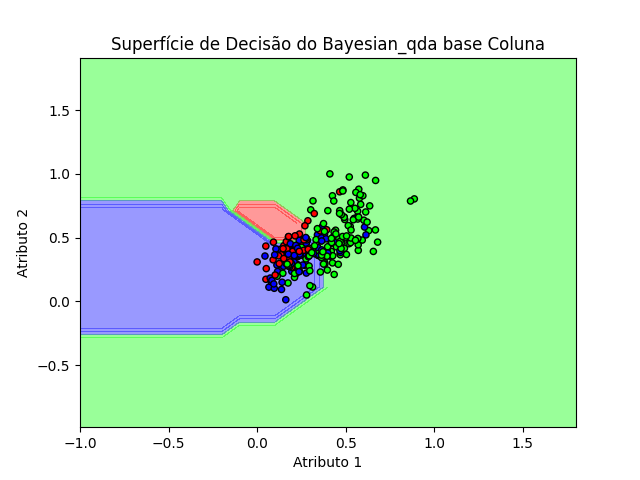 Superfície de Decisão do Bayesian_qda base Coluna
1.5
1.0
0.5
0.0
−0.5
Atributo 2
−1.0 −0.5 0.0 0.5 1.0 1.5
Atributo 1